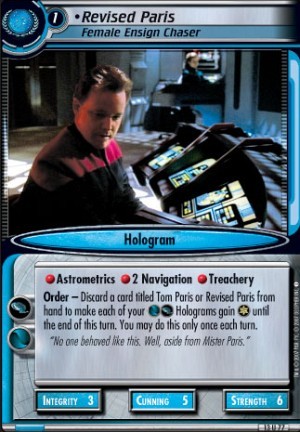 1 •Revised Paris
Female Ensign Chaser
Hologram
Astrometrics 2 Navigation Treachery
Order – Discard a card titled Tom Paris or Revised Paris from
hand to make each of your Holograms gain until
the end of this turn. You may do this only once each turn.
"No one behaved like this. Well, aside from Mister Paris."
INTEGRITY 3 CUNNING 5 STRENGTH 6